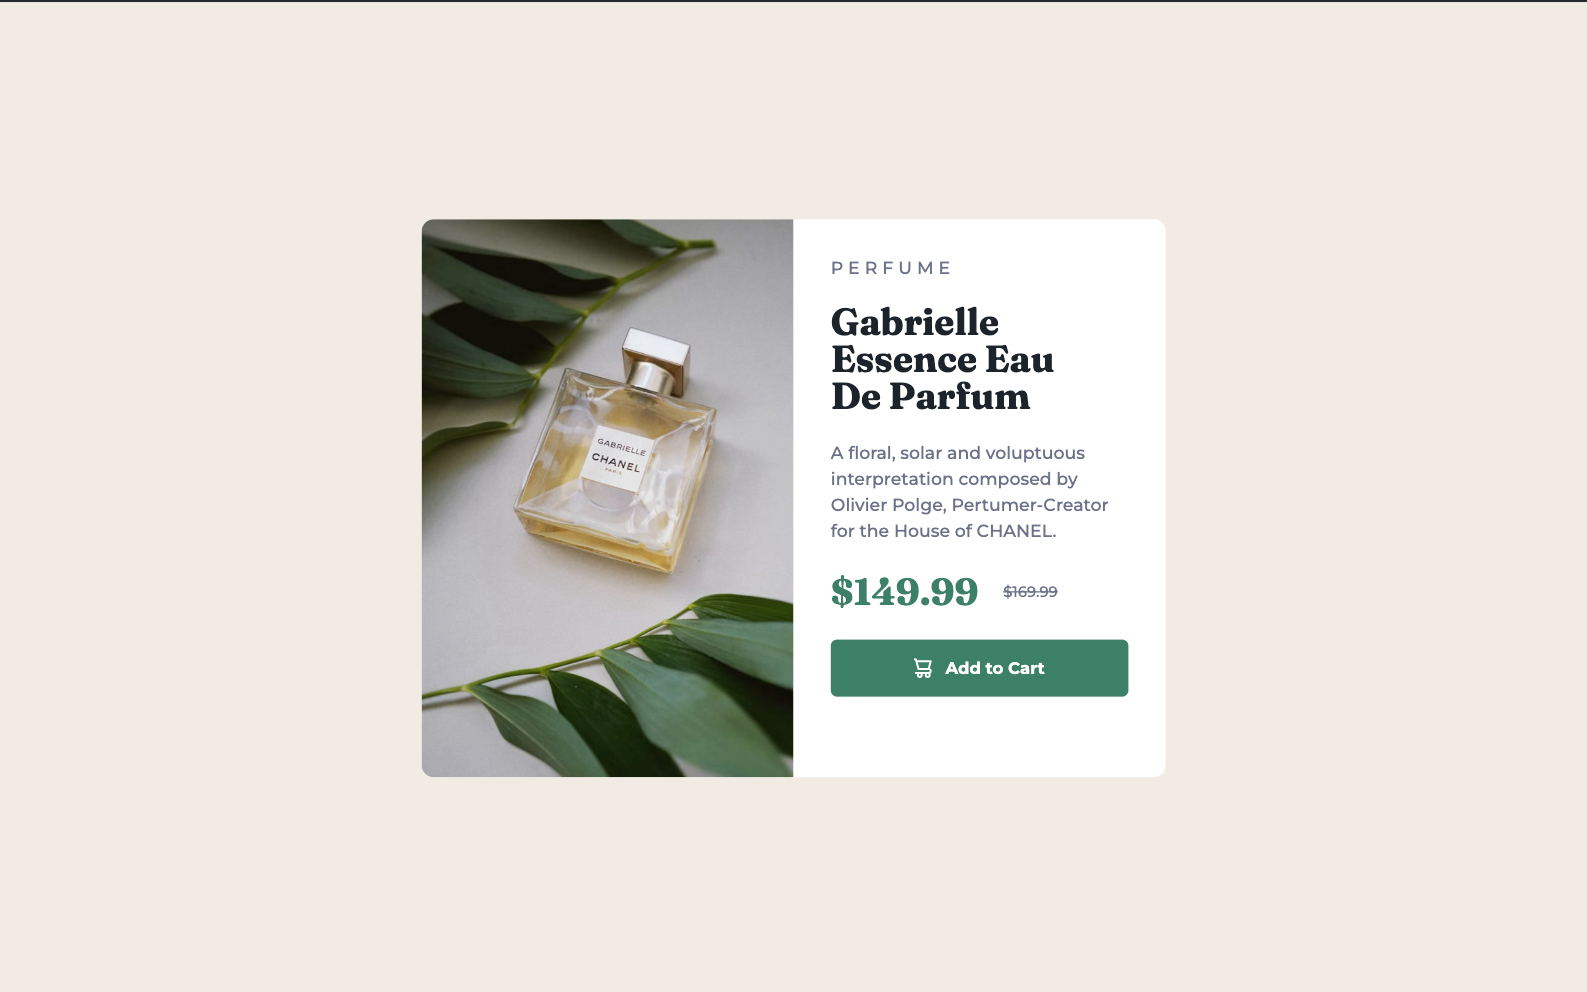 PERFUME
Gabrielle
Essence Eau
De Parfum
A floral, solar and voluptuous
interpretation composed by
Olivier Polge, Pertumer-Creator
for the House of CHANEL.
$149.99 $169.99
Add to Cart
GABRIELLE
CHANEL
PARIS